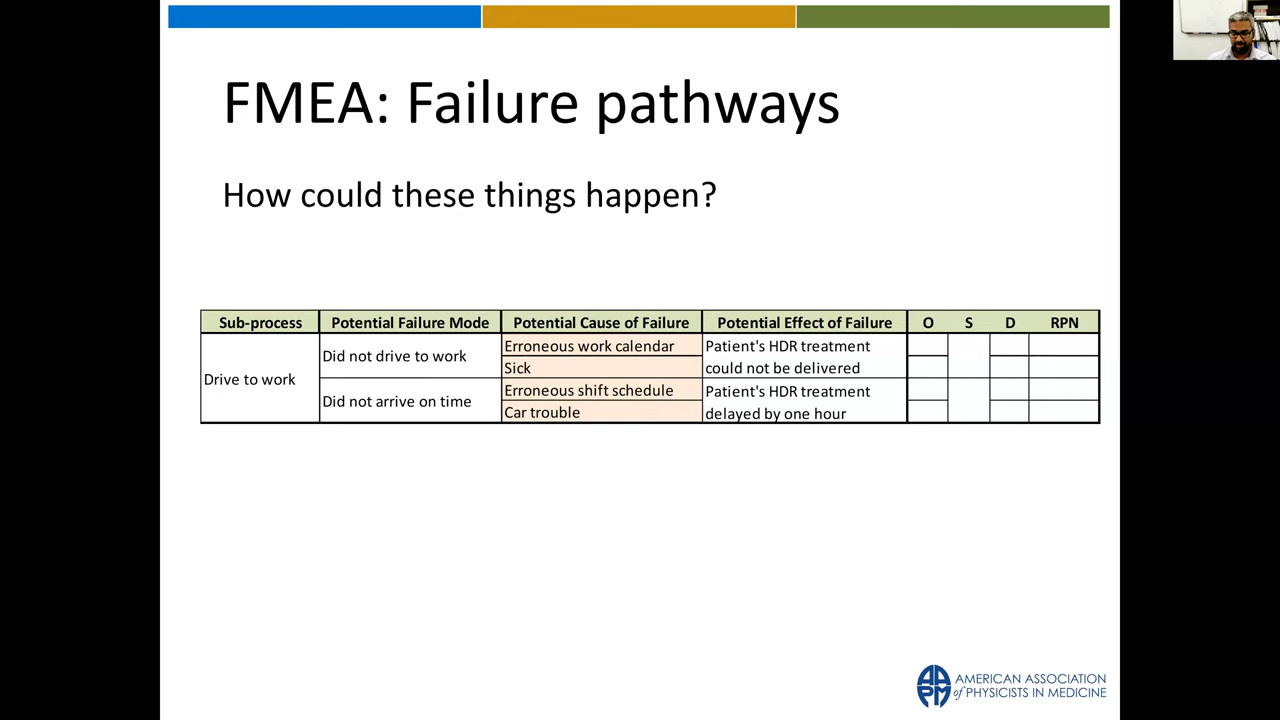 FMEA: Failure pathways
How could these things happen?
Sub-process Potential Failure Mode Potential Cause of Failure Potential Effect of Failure O S D RPN
Drive to work
Did not drive to work
Erroneous work calendar
Sick
Patient's HDR treatment
could not be delivered
Did not arrive on time
Erroneous shift schedule
Car trouble
Patient's HDR treatment
delayed by one hour
AAPM
AMERICAN ASSOCIATION
of PHYSICISTS IN MEDICINE